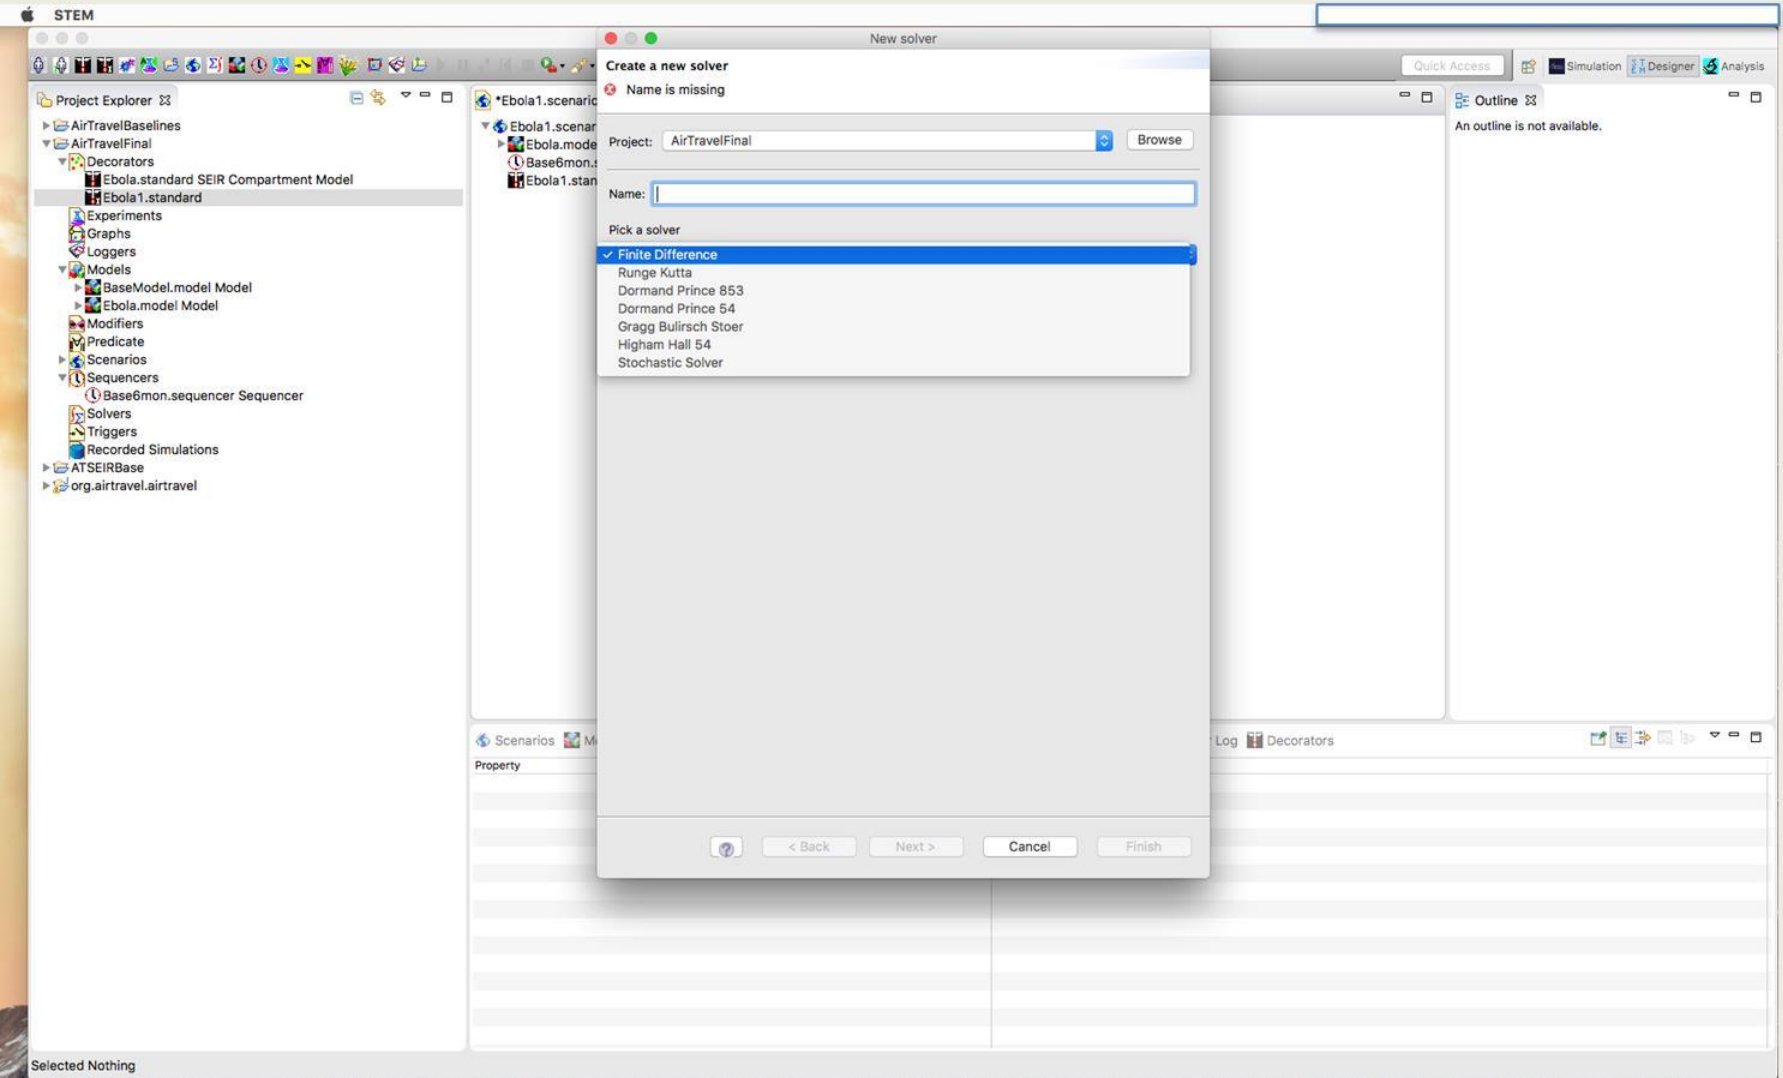 STEM
New solver
Quick Access
Simulation
Designer
Analysis
Project Explorer
AirTravelBaselines
AirTravelFinal
Decorators
Ebola.standard SEIR Compartment Model
Ebola1.standard
Experiments
Graphs
Loggers
Models
BaseModel.model Model
Ebola.model Model
Modifiers
Predicate
Scenarios
Sequencers
Base6mon.sequencer Sequencer
Solvers
Triggers
Recorded Simulations
ATSEIRBase
org.airtravel.airtravel
*Ebola1.scenaric
Ebola1.scenar
Ebola.mode
Base6mon.s
Ebola1.stan
Create a new solver
Name is missing
Project: AirTravelFinal Browse
Name:
Pick a solver
✓ Finite Difference
Runge Kutta
Dormand Prince 853
Dormand Prince 54
Gragg Bulirsch Stoer
Higham Hall 54
Stochastic Solver
< Back Next > Cancel Finish
Outline
An outline is not available.
Scenarios M Log Decorators
Property
Selected Nothing